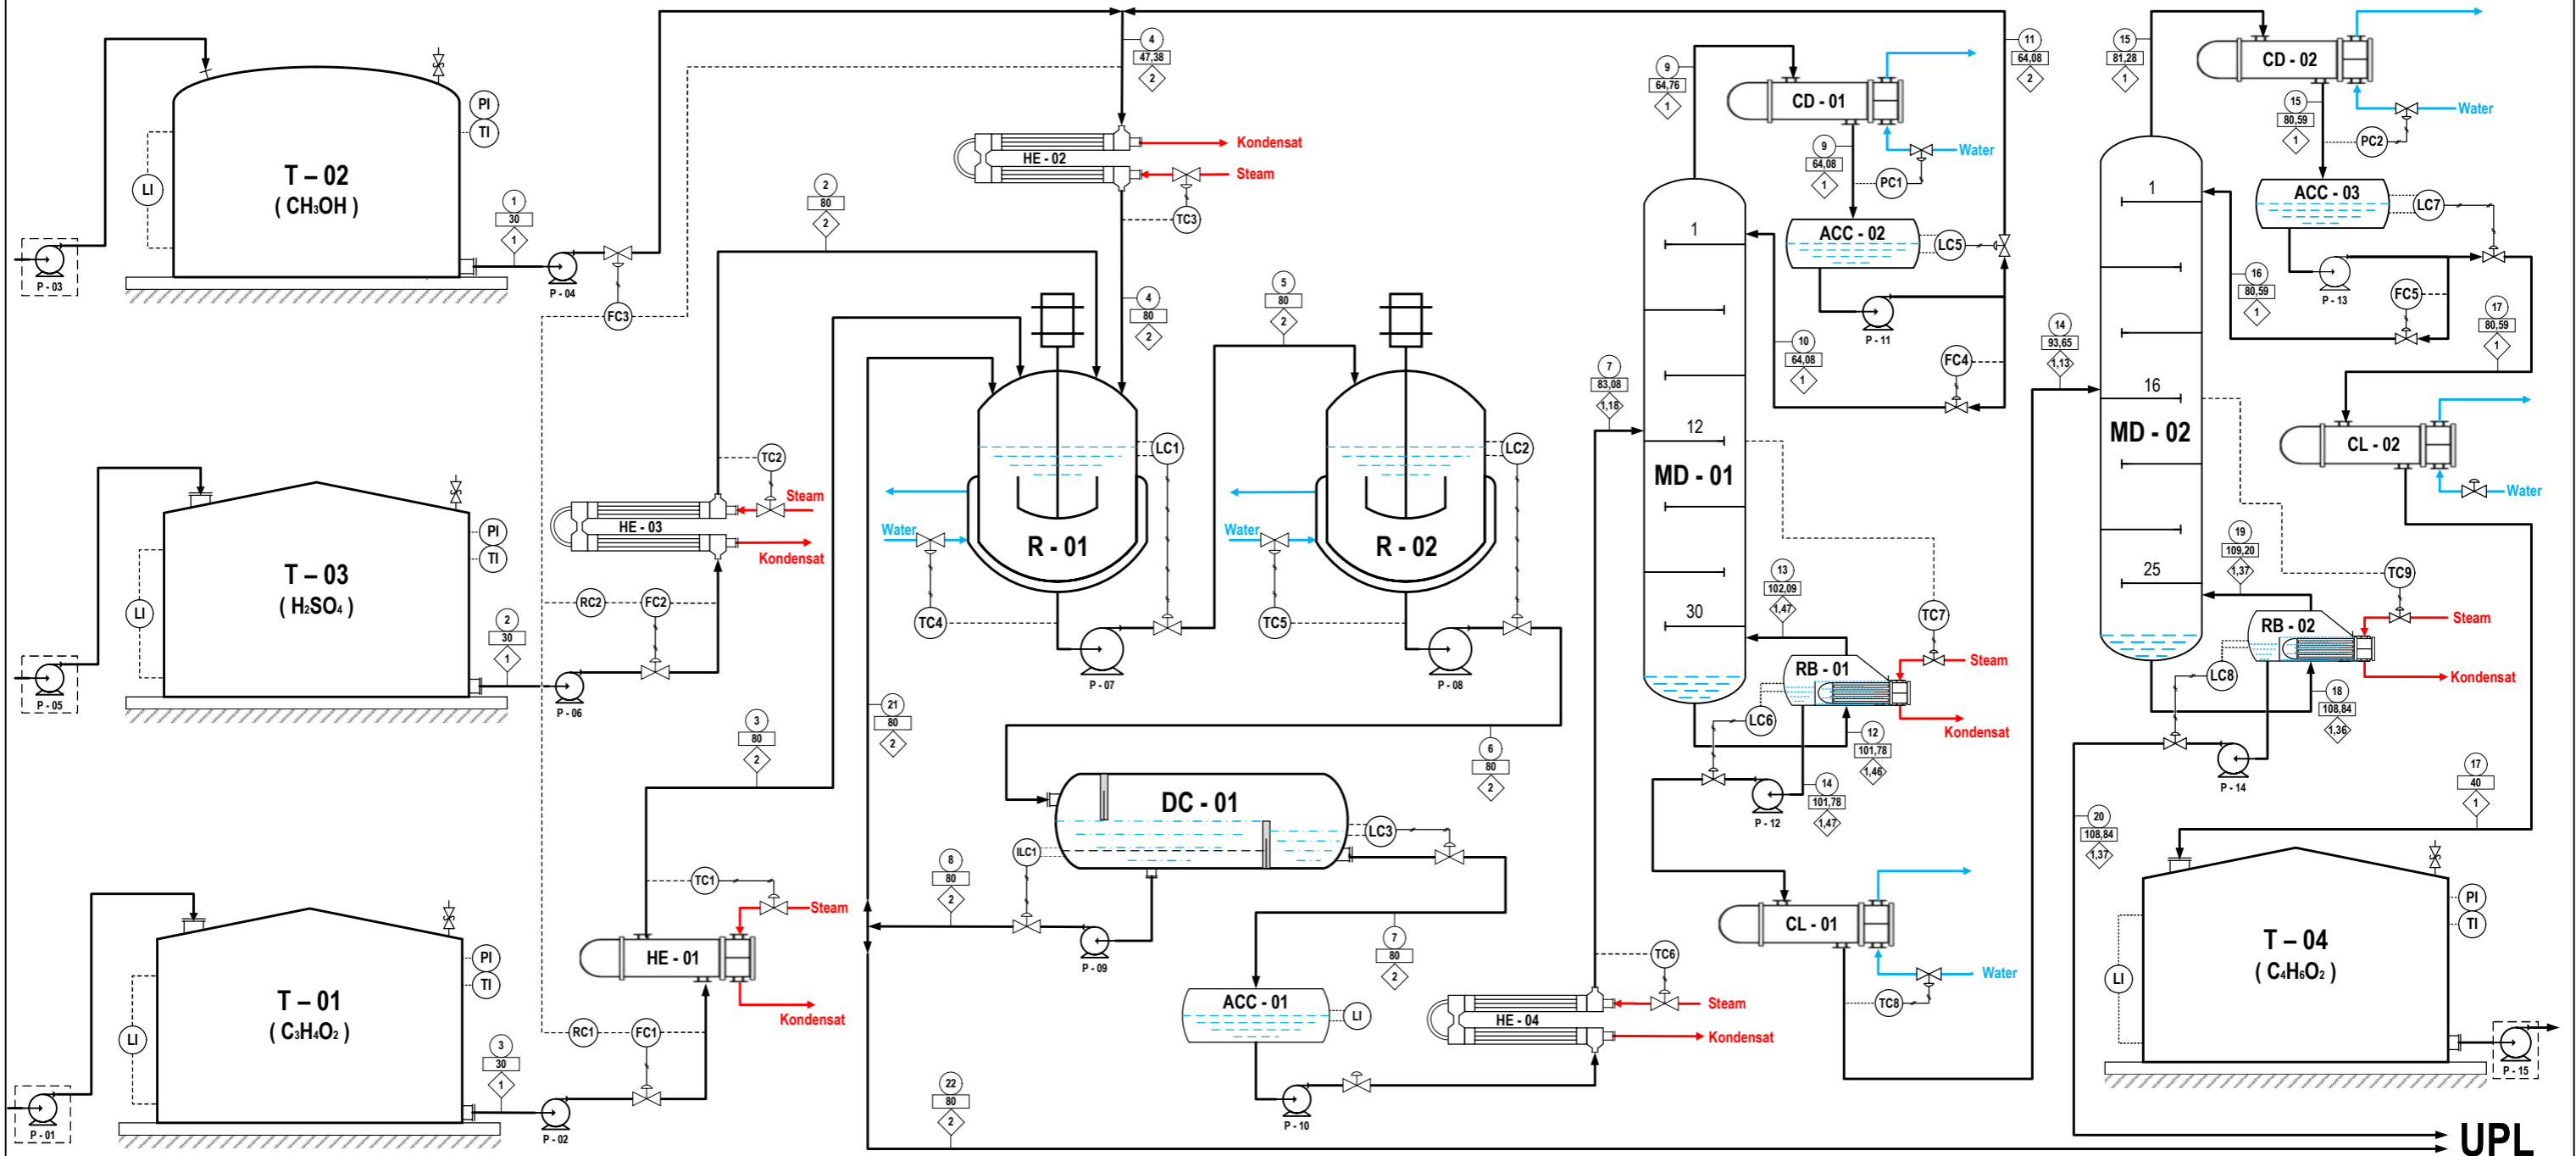 T – 02
( CH₃OH )
LI
PI
TI
P - 03
1
30
1
P - 04
FC3
T – 03
( H₂SO₄ )
LI
PI
TI
P - 05
2
30
1
P - 06
RC2
FC2
HE - 03
TC2
Steam
Kondensat
2
80
2
T – 01
( C₃H₄O₂ )
LI
PI
TI
P - 01
3
30
1
P - 02
RC1
FC1
HE - 01
TC1
Steam
Kondensat
3
80
2
4
47,38
2
HE - 02
Kondensat
Steam
TC3
4
80
2
R - 01
LC1
Water
TC4
P - 07
5
80
2
R - 02
LC2
Water
TC5
P - 08
6
80
2
21
80
2
DC - 01
LC3
ILC1
8
80
2
P - 09
7
80
2
ACC - 01
LI
P - 10
22
80
2
HE - 04
TC6
Steam
Kondensat
7
83,08
1,18
MD - 01
1
12
30
9
64,76
1
CD - 01
9
64,08
1
PC1
Water
ACC - 02
LC5
P - 11
11
64,08
2
10
64,08
1
FC4
13
102,09
1,47
TC7
RB - 01
Steam
Kondensat
LC6
12
101,78
1,46
14
101,78
1,47
P - 12
CL - 01
Water
TC8
14
93,65
1,13
MD - 02
1
16
25
15
81,28
1
CD - 02
15
80,59
1
PC2
Water
ACC - 03
LC7
P - 13
16
80,59
1
FC5
17
80,59
1
CL - 02
Water
19
109,20
1,37
TC9
RB - 02
Steam
Kondensat
LC8
18
108,84
1,36
P - 14
20
108,84
1,37
17
40
1
T – 04
( C₄H₆O₂ )
LI
PI
TI
P - 15
UPL